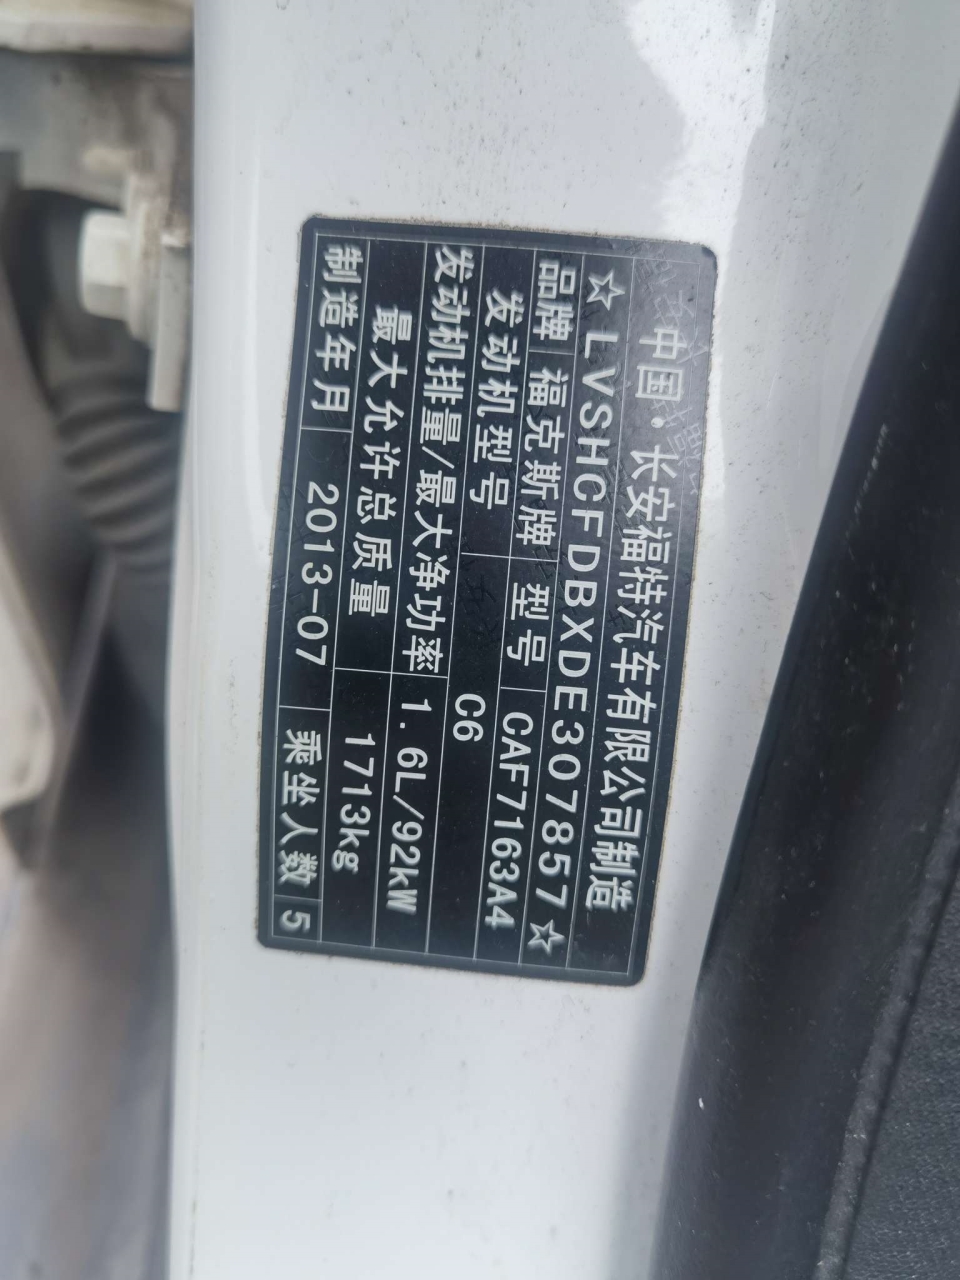 中国·长安福特汽车有限公司制造
☆LVSHCFDBXDE307857☆
品牌 福克斯牌 型号 CAF7163A4
发动机型号 C6
发动机排量/最大净功率 1.6L/92kW
最大允许总质量 1713kg
制造年月 2013-07 乘坐人数 5